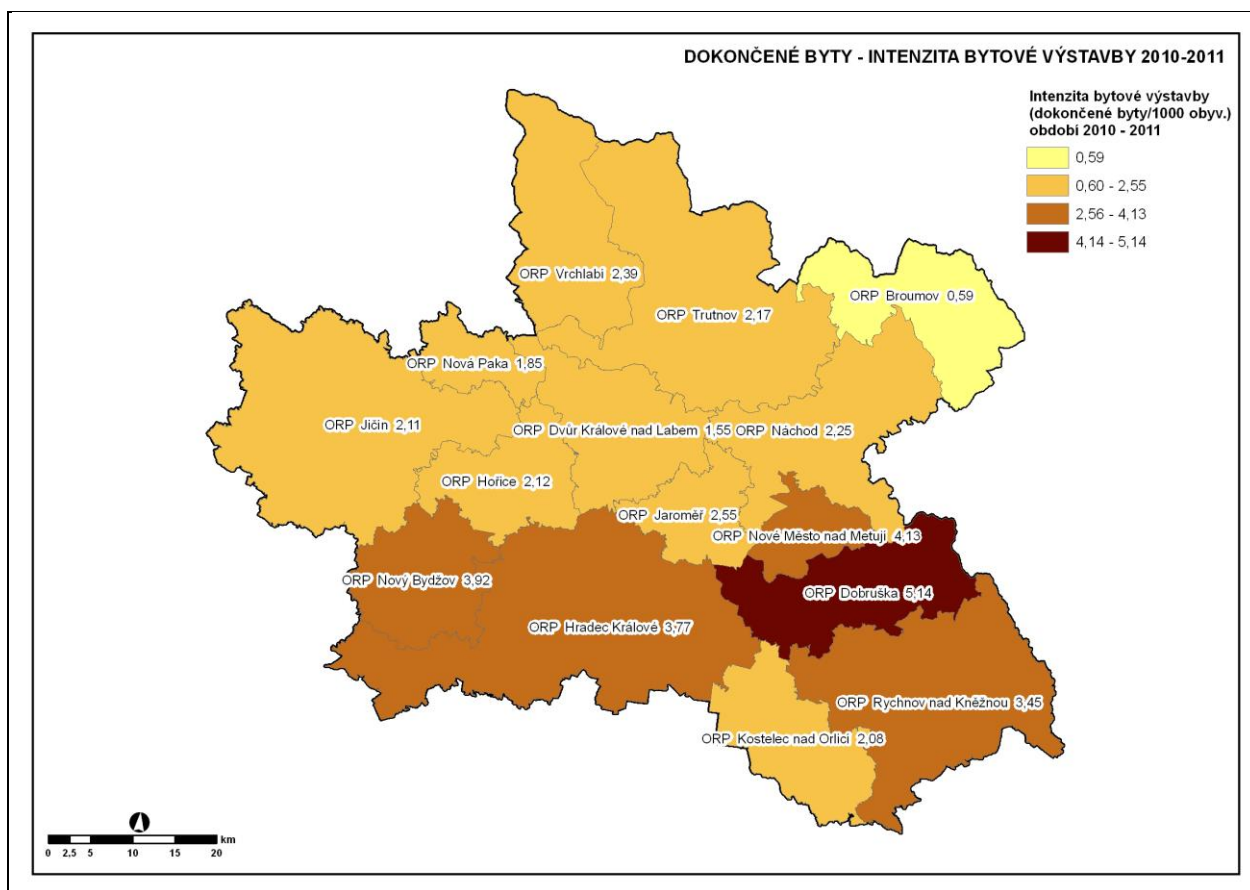 DOKONČENÉ BYTY - INTENZITA BYTOVÉ VÝSTAVBY 2010-2011
Intenzita bytové výstavby
(dokončené byty/1000 obyv.)
období 2010 - 2011
0,59
0,60 - 2,55
2,56 - 4,13
4,14 - 5,14
ORP Vrchlabí 2,39
ORP Broumov 0,59
ORP Trutnov 2,17
ORP Nová Paka 1,85
ORP Jičín 2,11
ORP Dvůr Králové nad Labem 1,55
ORP Náchod 2,25
ORP Hořice 2,12
ORP Jaroměř 2,55
ORP Nové Město nad Metují 4,13
ORP Nový Bydžov 3,92
ORP Dobruška 5,14
ORP Hradec Králové 3,77
ORP Rychnov nad Kněžnou 3,45
ORP Kostelec nad Orlicí 2,08
km
0 2,5 5 10 15 20